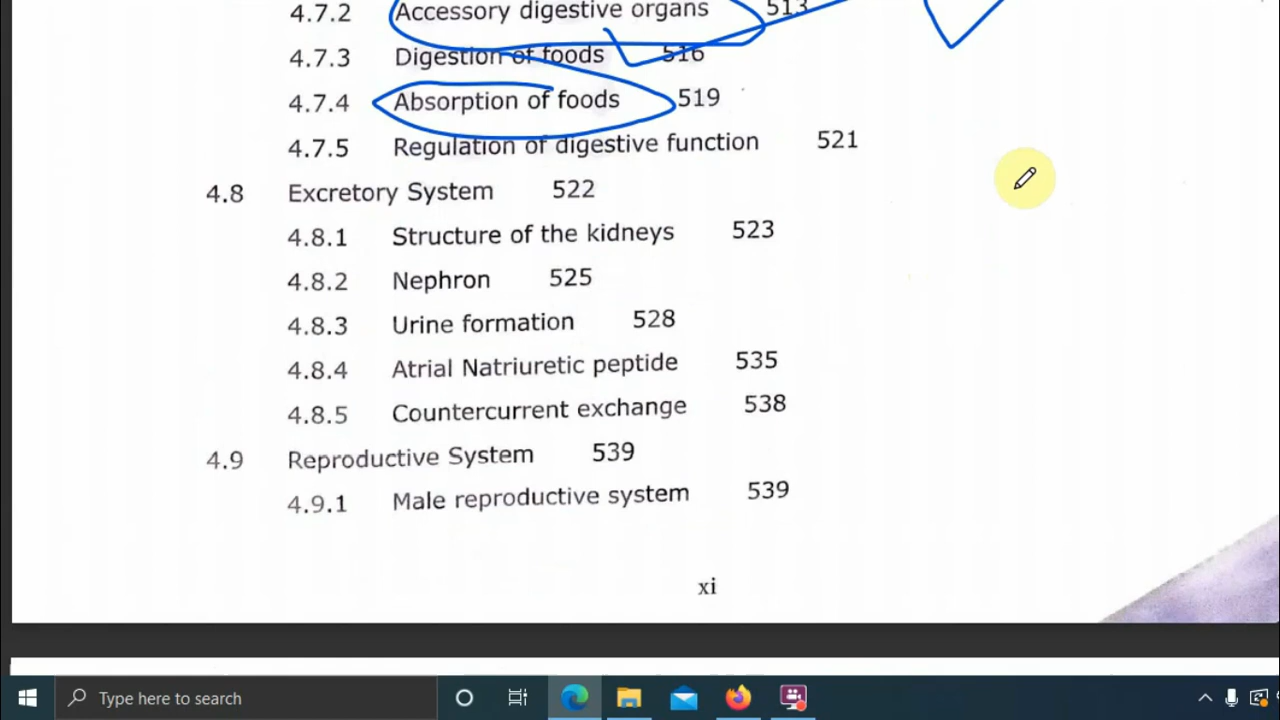 4.7.2 Accessory digestive organs 513
4.7.3 Digestion of foods 516
4.7.4 Absorption of foods 519
4.7.5 Regulation of digestive function 521
4.8 Excretory System 522
4.8.1 Structure of the kidneys 523
4.8.2 Nephron 525
4.8.3 Urine formation 528
4.8.4 Atrial Natriuretic peptide 535
4.8.5 Countercurrent exchange 538
4.9 Reproductive System 539
4.9.1 Male reproductive system 539
xi
Type here to search